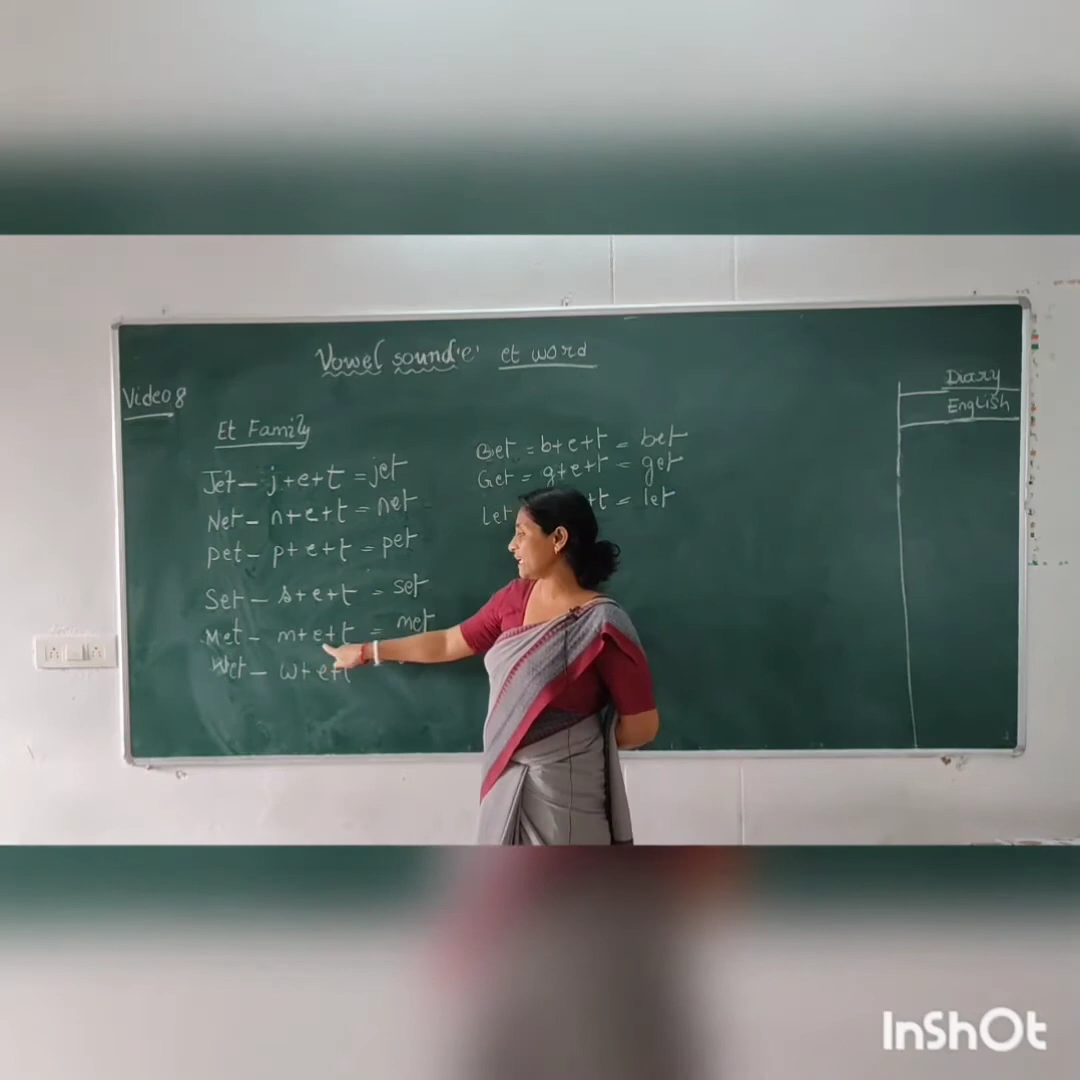 Vowel sound 'e' et word
Video 8
Diary
English
Et Family
Jet - j+e+t = jet
Net - n+e+t = net
Pet - p+e+t = pet
Set - s+e+t = set
Met - m+e+t = met
Wet - w+e+t
Bet = b+e+t = bet
Get = g+e+t = get
Let +t = let
InShOt